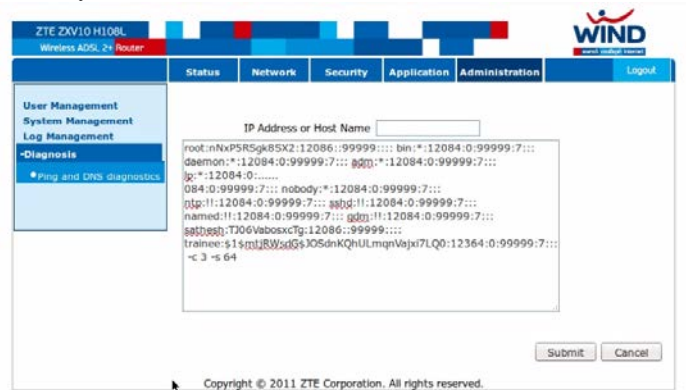 ZTE ZXV10 H108L
Wireless ADSL 2+ Router
WIND
Status Network Security Application Administration Logout
User Management
System Management
Log Management
-Diagnosis
Ping and DNS diagnostics
IP Address or Host Name
root:nNxP5RSgk8SX2:12086::99999:::: bin:*:12084:0:99999:7:::
daemon:*:12084:0:99999:7::: adm:*:12084:0:99999:7:::
lp:*:12084:0:......
084:0:99999:7::: nobody:*:12084:0:99999:7:::
ntp:!!:12084:0:99999:7::: sshd:!!:12084:0:99999:7:::
named:!!:12084:0:99999:7::: gdm:!!:12084:0:99999:7:::
sathesh:TJ06VabosxcTg:12086::99999::::
trainee:$1$mtjRWsdG$JOSdnKQhULmqnVajxi7LQ0:12364:0:99999:7:::
-c 3 -s 64
Submit Cancel
Copyright © 2011 ZTE Corporation. All rights reserved.